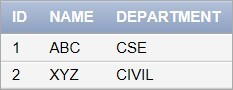 ID NAME DEPARTMENT
1 ABC CSE
2 XYZ CIVIL